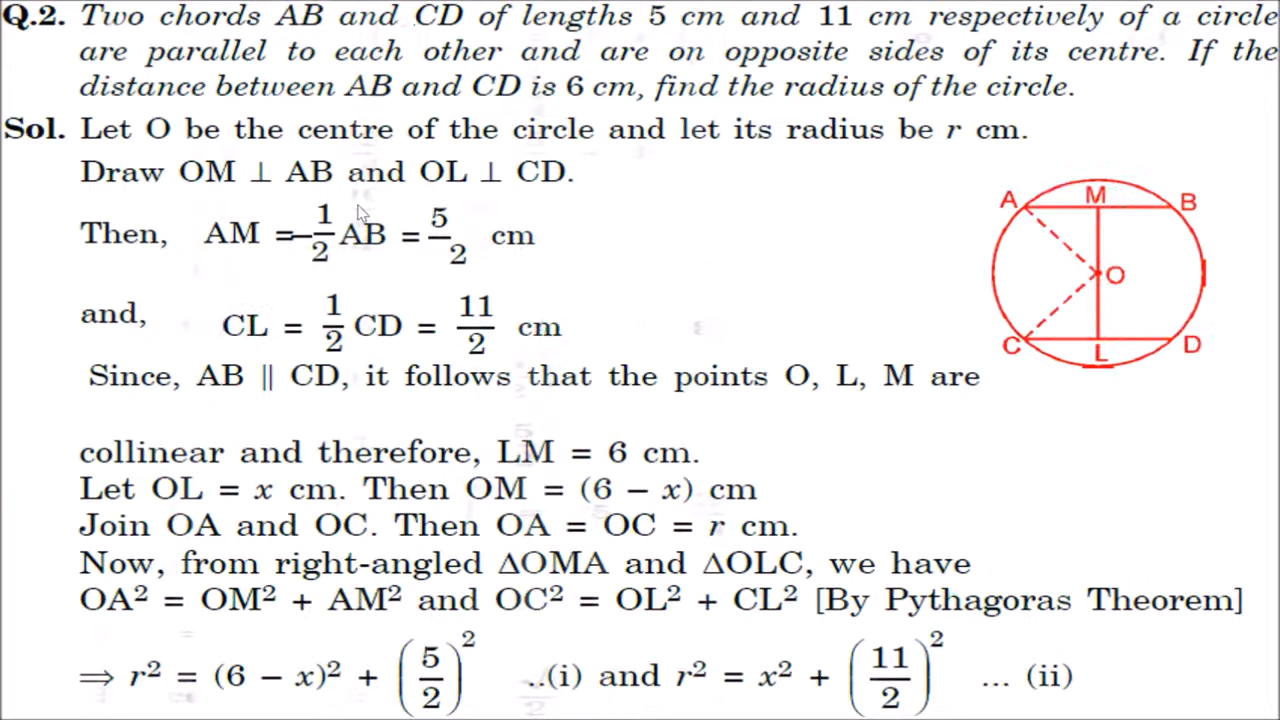 Q.2. Two chords AB and CD of lengths 5 cm and 11 cm respectively of a circle
are parallel to each other and are on opposite sides of its centre. If the
distance between AB and CD is 6 cm, find the radius of the circle.
Sol. Let O be the centre of the circle and let its radius be r cm.
Draw OM ⊥ AB and OL ⊥ CD.
Then, AM = 1/2 AB = 5/2 cm
and, CL = 1/2 CD = 11/2 cm
Since, AB || CD, it follows that the points O, L, M are
collinear and therefore, LM = 6 cm.
Let OL = x cm. Then OM = (6 – x) cm
Join OA and OC. Then OA = OC = r cm.
Now, from right-angled ΔOMA and ΔOLC, we have
OA² = OM² + AM² and OC² = OL² + CL² [By Pythagoras Theorem]
⇒ r² = (6 – x)² + (5/2)² ..(i) and r² = x² + (11/2)² ... (ii)
A M B
O
C L D